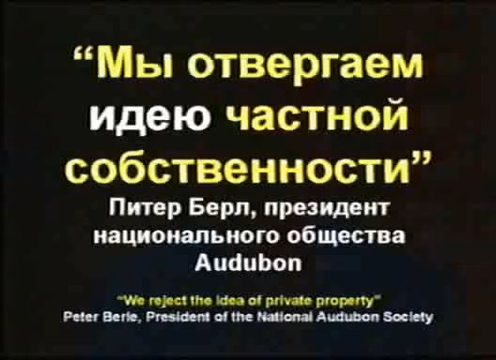 “Мы отвергаем
идею частной
собственности”
Питер Берл, президент
национального общества
Audubon
“We reject the idea of private property”
Peter Berle, President of the National Audubon Society